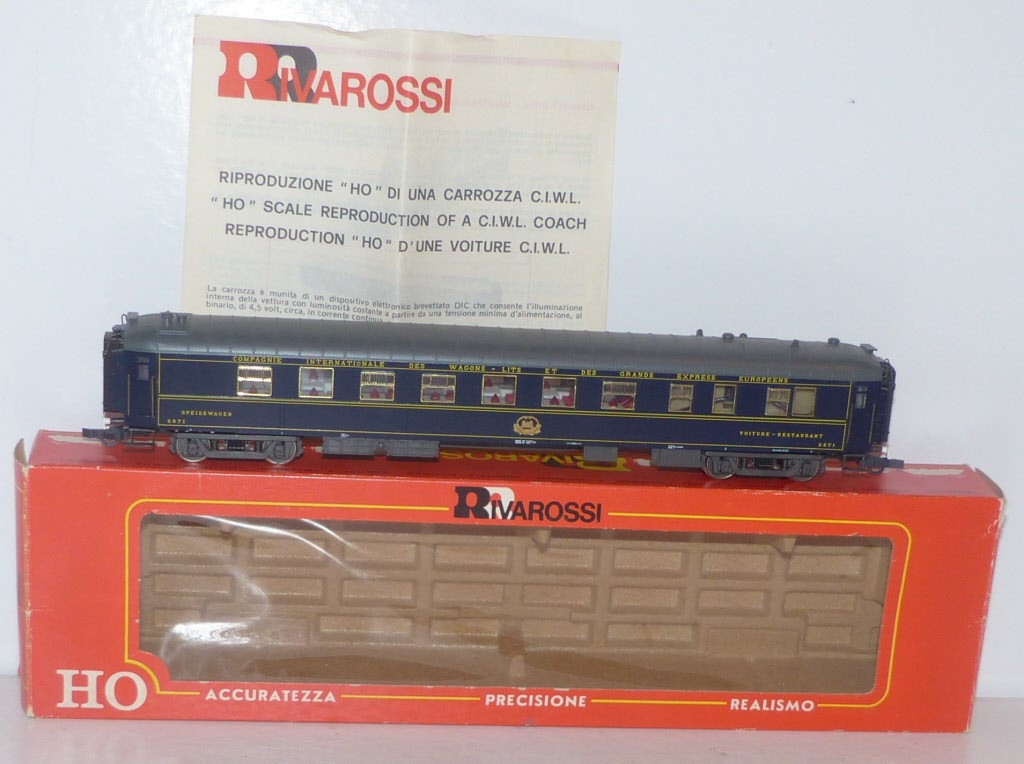 RIVAROSSI
RIPRODUZIONE "HO" DI UNA CARROZZA C.I.W.L.
"HO" SCALE REPRODUCTION OF A C.I.W.L. COACH
REPRODUCTION "HO" D'UNE VOITURE C.I.W.L.
La carrozza è munita di un dispositivo elettronico brevettato DIC che consente l'illuminazione
interna della vettura con luminosità costante a partire da una tensione minima d'alimentazione, al
binario, di 4,5 volt, circa, in corrente continua
COMPAGNIE INTERNATIONALE DES WAGONS-LITS ET DES GRANDS EXPRESS EUROPEENS
SPEISEWAGEN
2871
VOITURE-RESTAURANT
2871
RIVAROSSI
RIVAROSSI
HO ACCURATEZZA PRECISIONE REALISMO